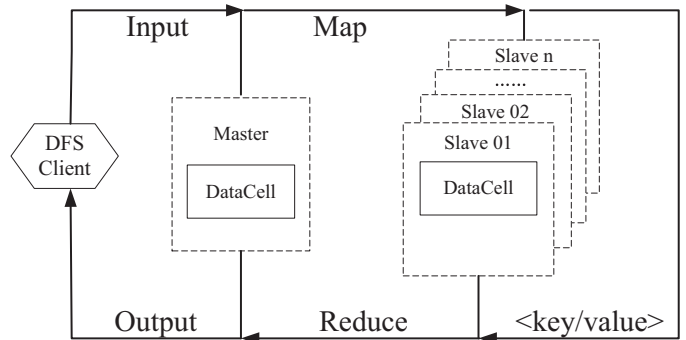 Input
Map
Slave n
......
Slave 02
Slave 01
DataCell
Master
DataCell
DFS
Client
Output
Reduce
<key/value>